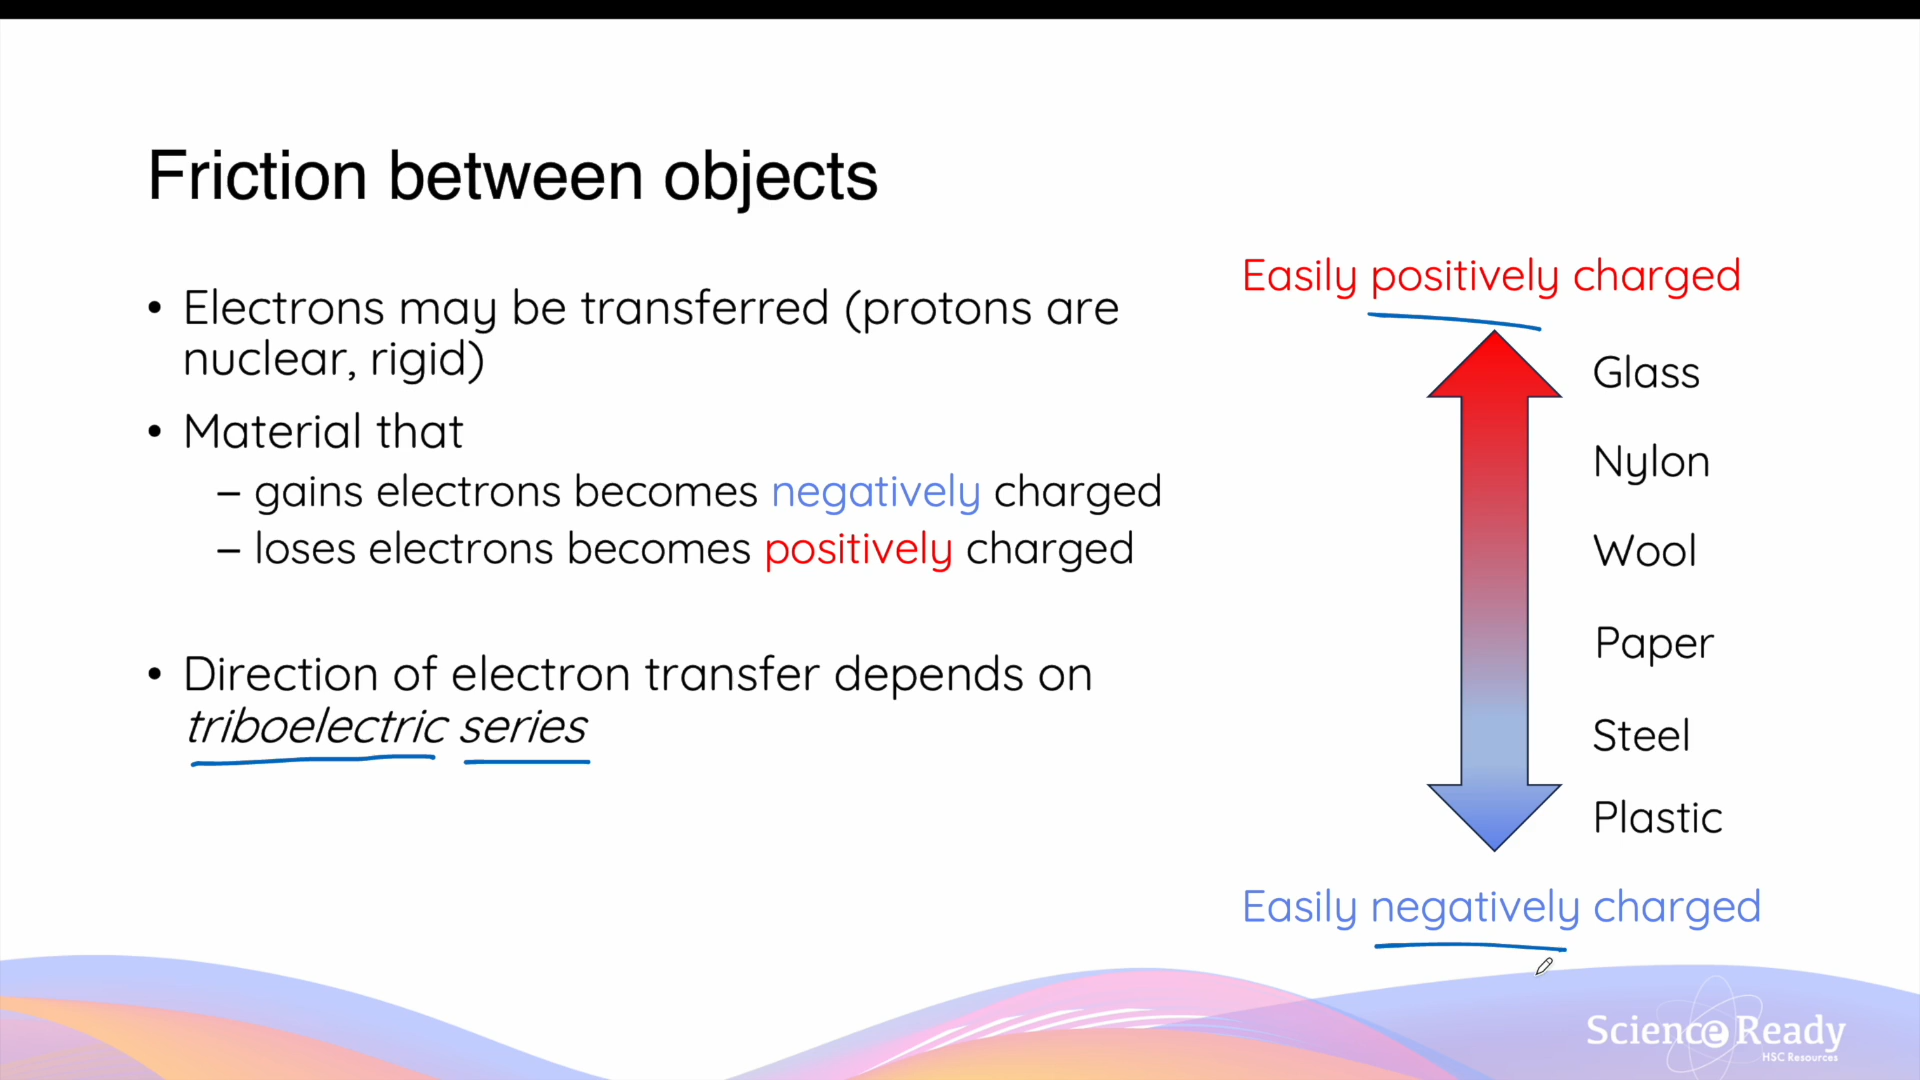 Friction between objects
• Electrons may be transferred (protons are
nuclear, rigid)
• Material that
– gains electrons becomes negatively charged
– loses electrons becomes positively charged
• Direction of electron transfer depends on
triboelectric series
Easily positively charged
Glass
Nylon
Wool
Paper
Steel
Plastic
Easily negatively charged
Science Ready
HSC Resources